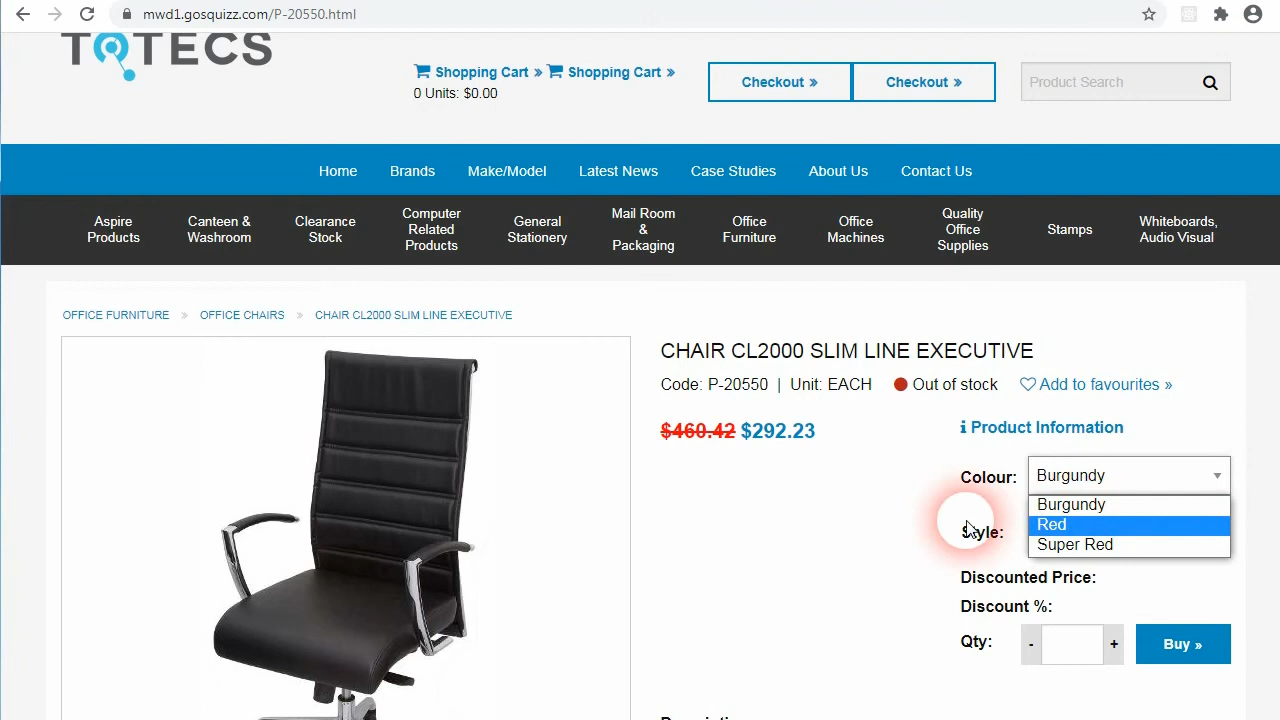 mwd1.gosquizz.com/P-20550.html
TOTECS
Shopping Cart » Shopping Cart »
0 Units: $0.00
Checkout » Checkout »
Product Search
Home Brands Make/Model Latest News Case Studies About Us Contact Us
Aspire Products
Canteen & Washroom
Clearance Stock
Computer Related Products
General Stationery
Mail Room & Packaging
Office Furniture
Office Machines
Quality Office Supplies
Stamps
Whiteboards, Audio Visual
OFFICE FURNITURE » OFFICE CHAIRS » CHAIR CL2000 SLIM LINE EXECUTIVE
CHAIR CL2000 SLIM LINE EXECUTIVE
Code: P-20550 | Unit: EACH Out of stock Add to favourites »
$460.42 $292.23
Product Information
Colour: Burgundy
Burgundy
Red
Super Red
Style:
Discounted Price:
Discount %:
Qty: - + Buy »